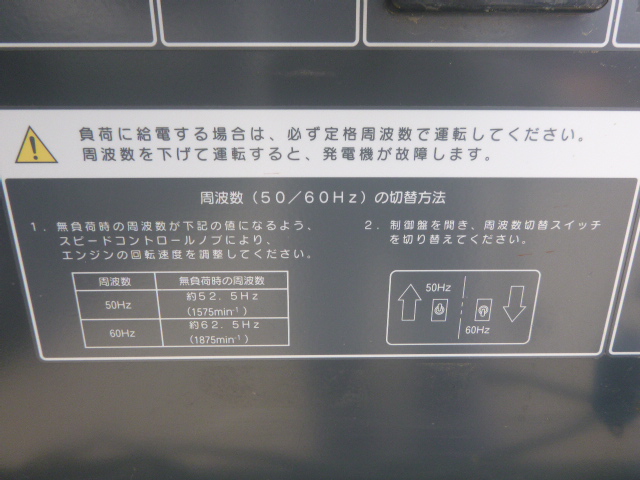 負荷に給電する場合は、必ず定格周波数で運転してください。
周波数を下げて運転すると、発電機が故障します。
周波数（50／60Hz）の切替方法
1．無負荷時の周波数が下記の値になるよう、
スピードコントロールノブにより、
エンジンの回転速度を調整してください。
周波数 無負荷時の周波数
50Hz 約52．5Hz
（1575min⁻¹）
60Hz 約62．5Hz
（1875min⁻¹）
2．制御盤を開き、周波数切替スイッチ
を切り替えてください。
50Hz
60Hz